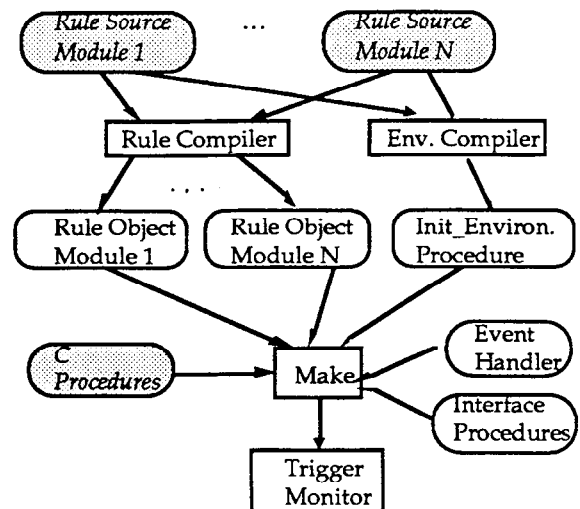 Rule Source
Module 1
...
Rule Source
Module N
Rule Compiler
Env. Compiler
....
Rule Object
Module 1
Rule Object
Module N
Init_Environ.
Procedure
C
Procedures
Make
Event
Handler
Interface
Procedures
Trigger
Monitor